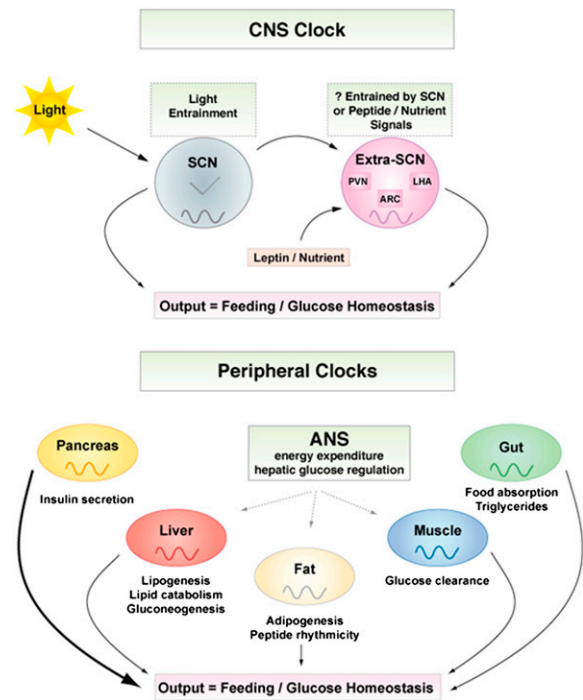 CNS Clock
Light
Light
Entrainment
? Entrained by SCN
or Peptide / Nutrient
Signals
SCN
Extra-SCN
PVN
LHA
ARC
Leptin / Nutrient
Output = Feeding / Glucose Homeostasis
Peripheral Clocks
Pancreas
Insulin secretion
ANS
energy expenditure
hepatic glucose regulation
Gut
Food absorption
Triglycerides
Liver
Lipogenesis
Lipid catabolism
Gluconeogenesis
Fat
Adipogenesis
Peptide rhythmicity
Muscle
Glucose clearance
Output = Feeding / Glucose Homeostasis